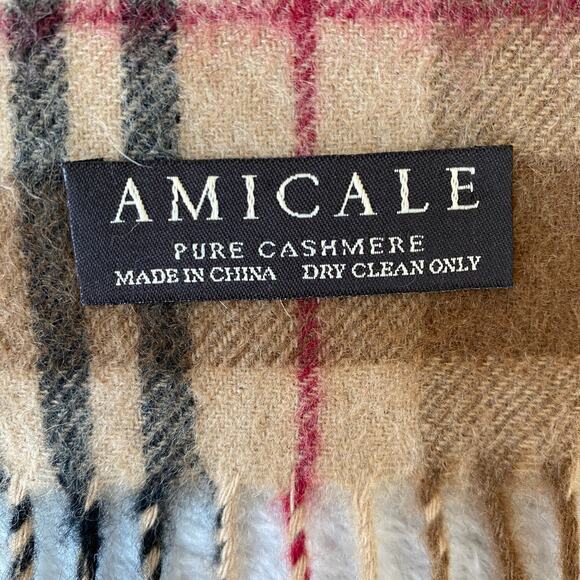 AMICALE
PURE CASHMERE
MADE IN CHINA DRY CLEAN ONLY